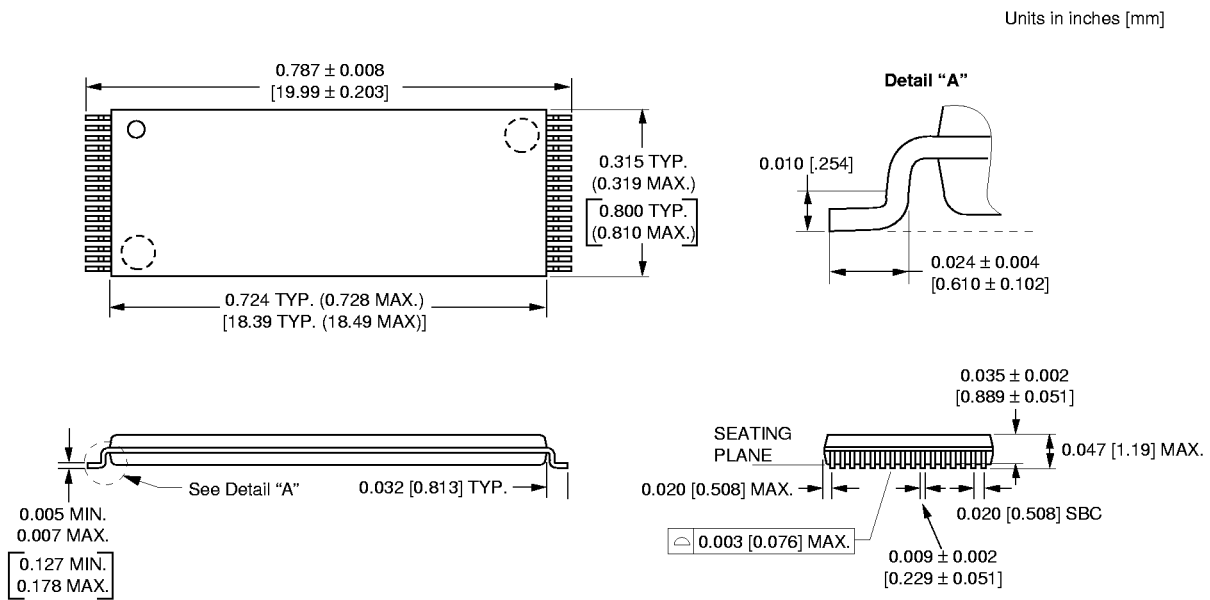 Units in inches [mm]
0.787 ± 0.008
[19.99 ± 0.203]
0.315 TYP.
(0.319 MAX.)
0.800 TYP.
(0.810 MAX.)
0.724 TYP. (0.728 MAX.)
[18.39 TYP. (18.49 MAX)]
Detail “A”
0.010 [.254]
0.024 ± 0.004
[0.610 ± 0.102]
See Detail “A”
0.032 [0.813] TYP.
0.005 MIN.
0.007 MAX.
0.127 MIN.
0.178 MAX.
0.035 ± 0.002
[0.889 ± 0.051]
SEATING
PLANE
0.047 [1.19] MAX.
0.020 [0.508] MAX.
0.020 [0.508] SBC
0.003 [0.076] MAX.
0.009 ± 0.002
[0.229 ± 0.051]